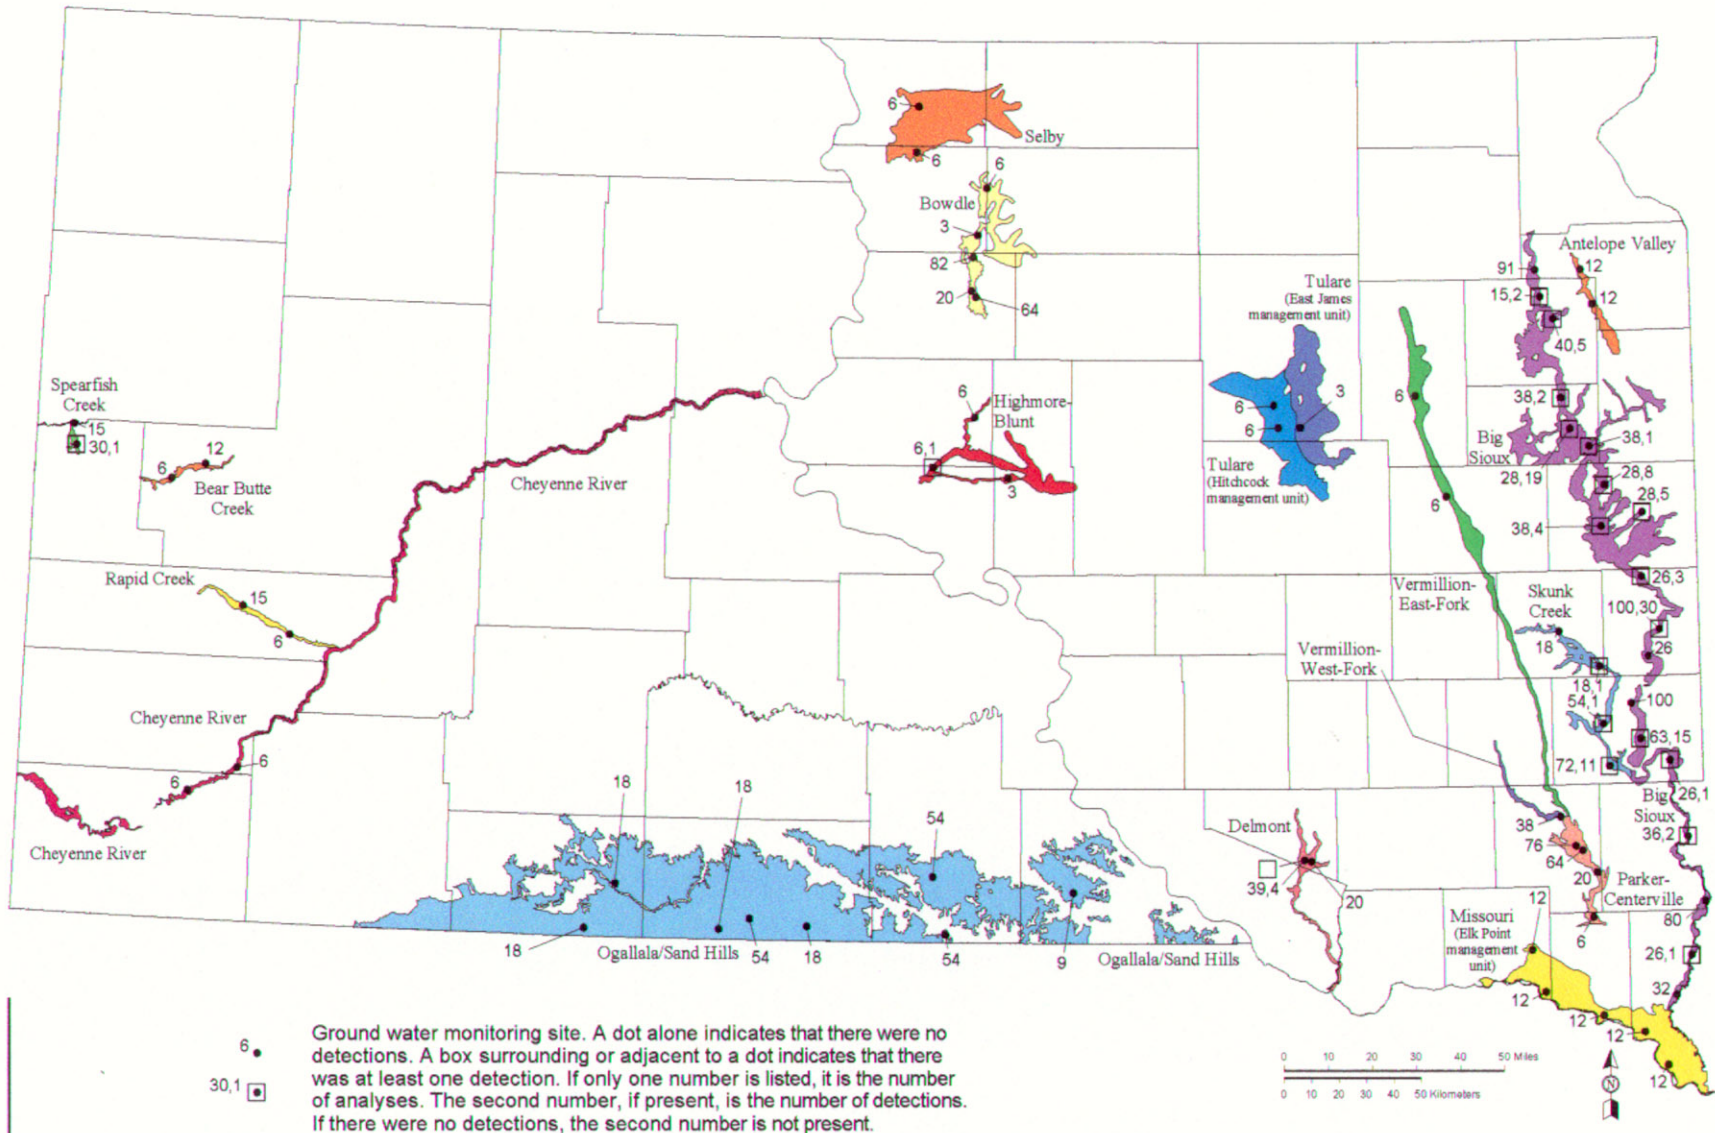 6
Selby
6
6
Bowdle
3
82
20
64
Antelope Valley
12
91
15,2
12
40,5
Tulare
(East James
management unit)
Spearfish
Creek
15
30,1
12
6
Bear Butte
Creek
Cheyenne River
6
Highmore-
Blunt
6,1
3
6
3
6
Tulare
(Hitchcock
management unit)
6
6
38,2
Big
Sioux
38,1
28,19
28,8
28,5
38,4
Rapid Creek
15
6
Vermillion-
East-Fork
Skunk
Creek
26,3
100,30
18
26
Vermillion-
West-Fork
18,1
54,1
100
63,15
72,11
Cheyenne River
6
6
Cheyenne River
26,1
Big
Sioux
36,2
18
18
54
Delmont
39,4
20
38
76
64
20
Parker-
Centerville
80
6
12
Missouri
(Elk Point
management
unit)
26,1
32
12
12
12
12
18
Ogallala/Sand Hills
54
18
54
9
Ogallala/Sand Hills
6
30,1
Ground water monitoring site. A dot alone indicates that there were no
detections. A box surrounding or adjacent to a dot indicates that there
was at least one detection. If only one number is listed, it is the number
of analyses. The second number, if present, is the number of detections.
If there were no detections, the second number is not present.
0 10 20 30 40 50 Miles
0 10 20 30 40 50 Kilometers
N